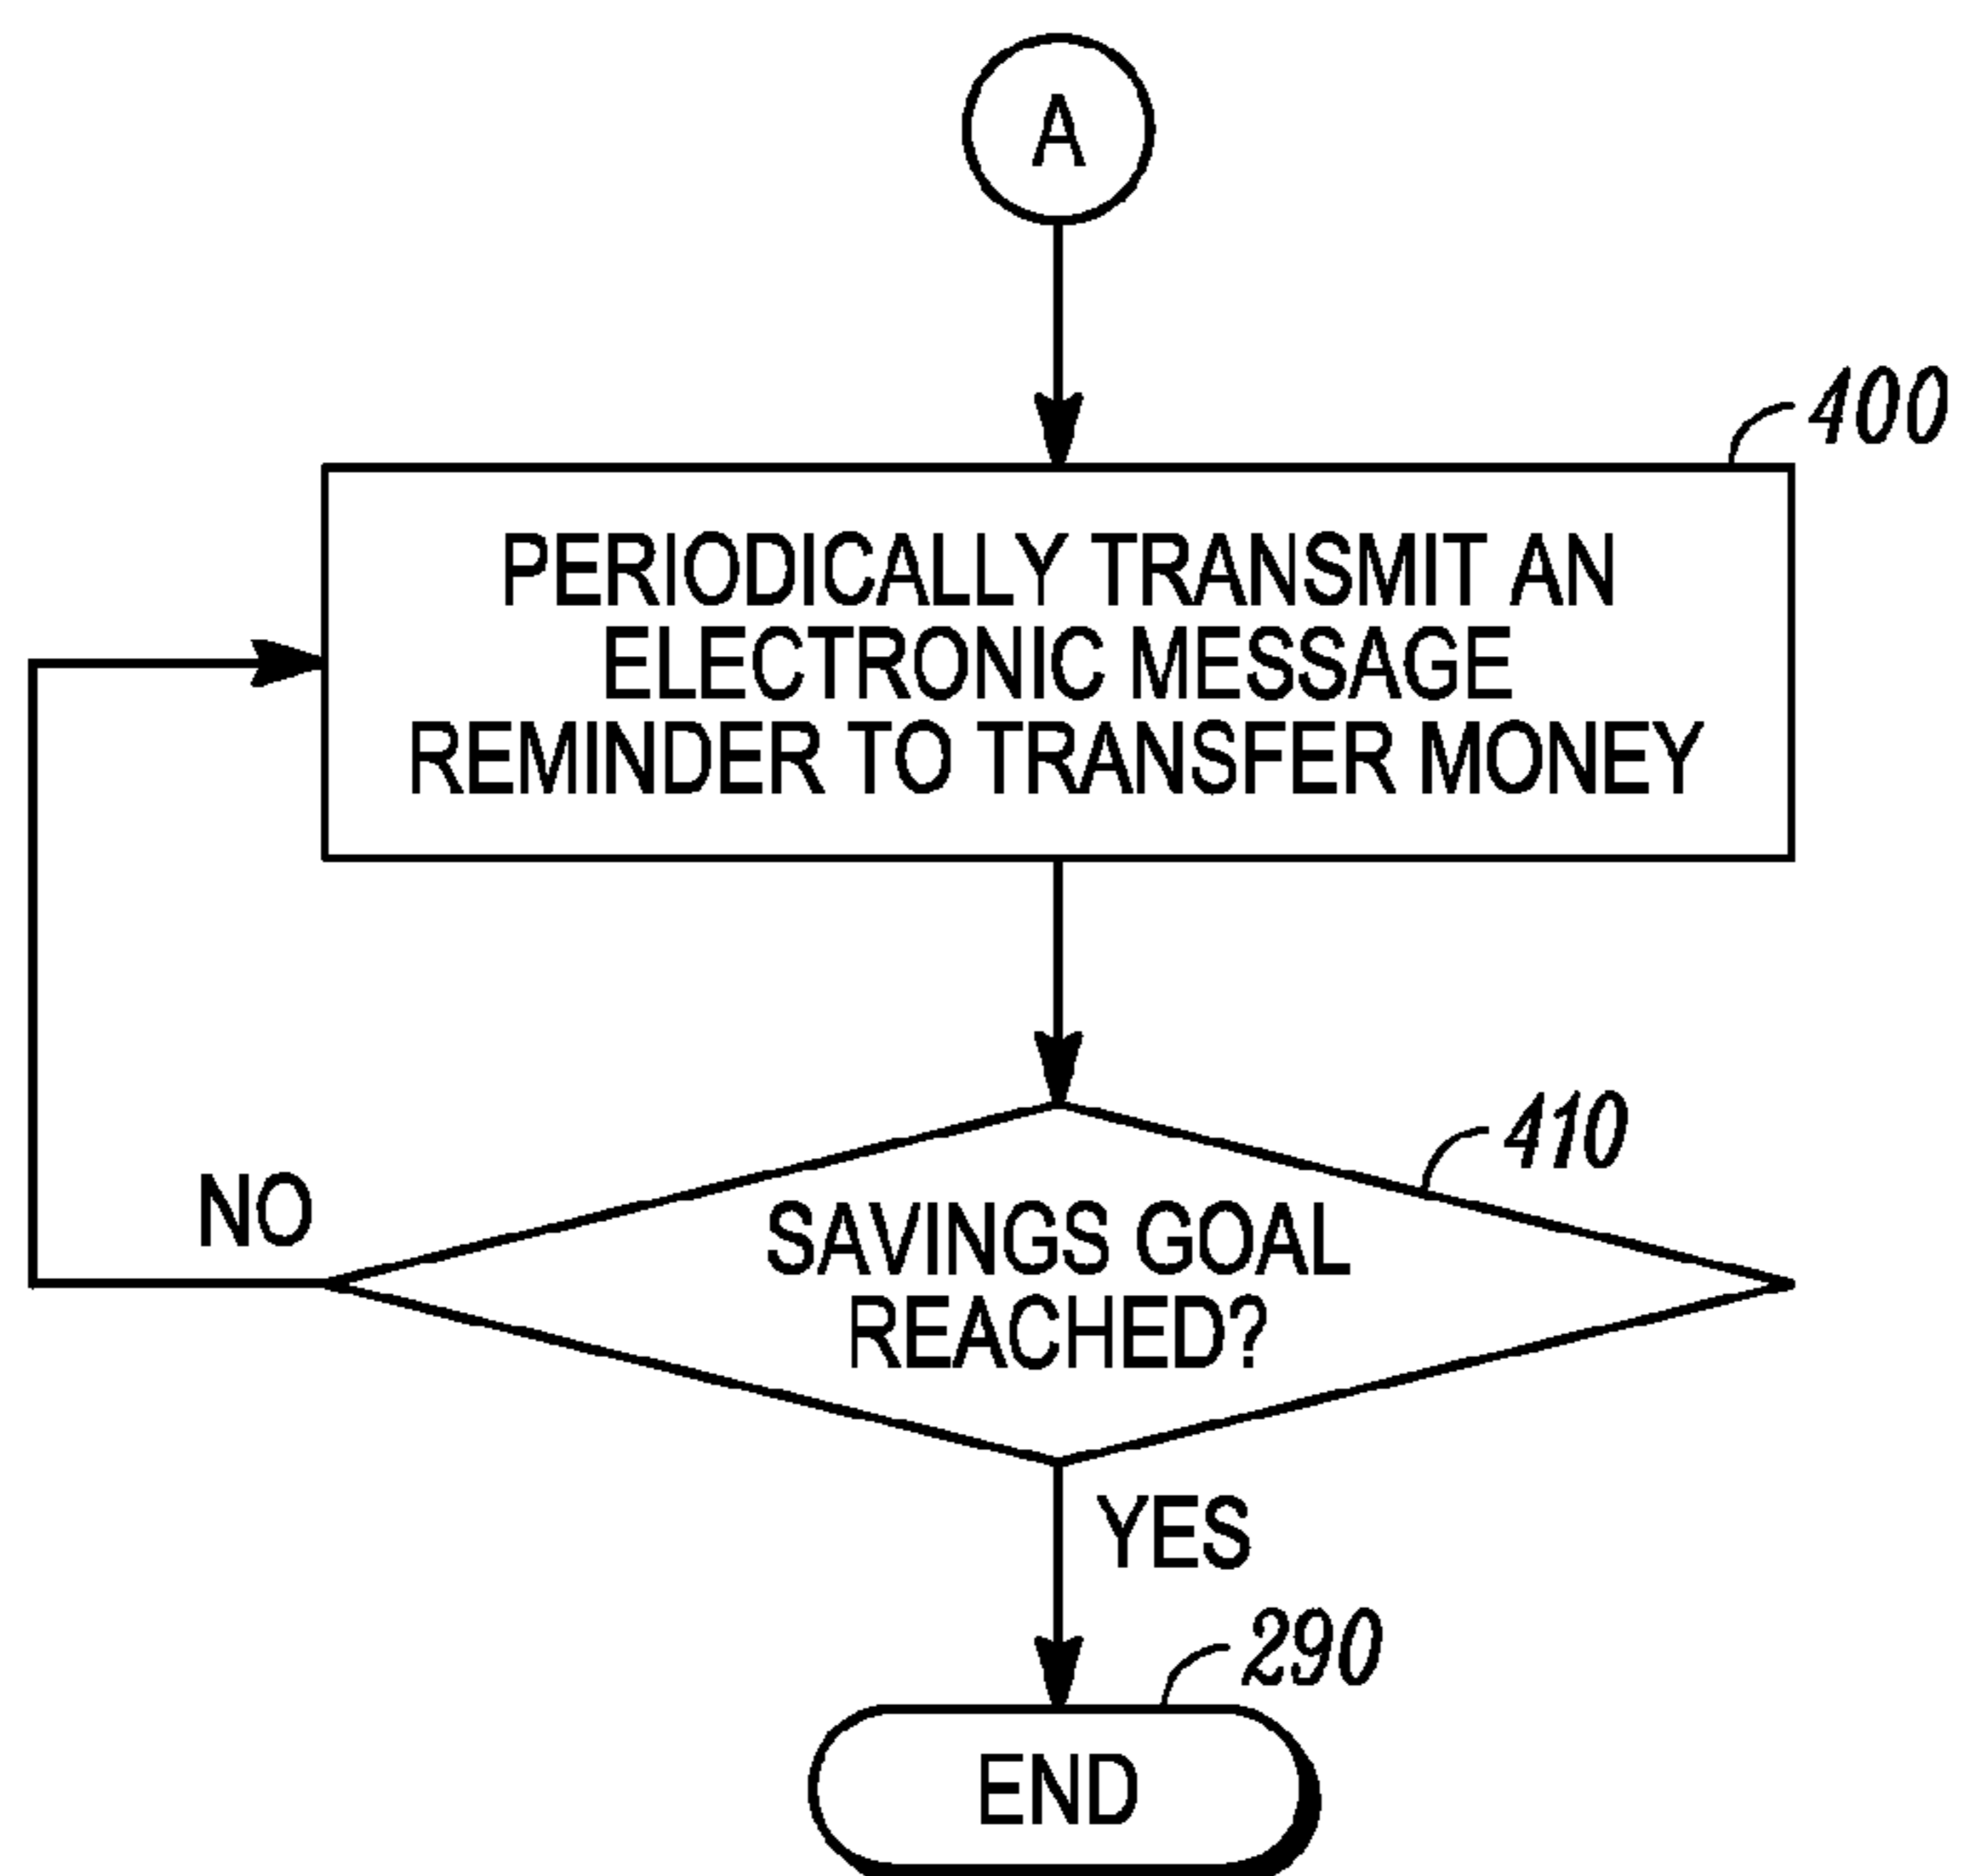 A
400
PERIODICALLY TRANSMIT AN
ELECTRONIC MESSAGE
REMINDER TO TRANSFER MONEY
410
NO
SAVINGS GOAL
REACHED?
YES
290
END